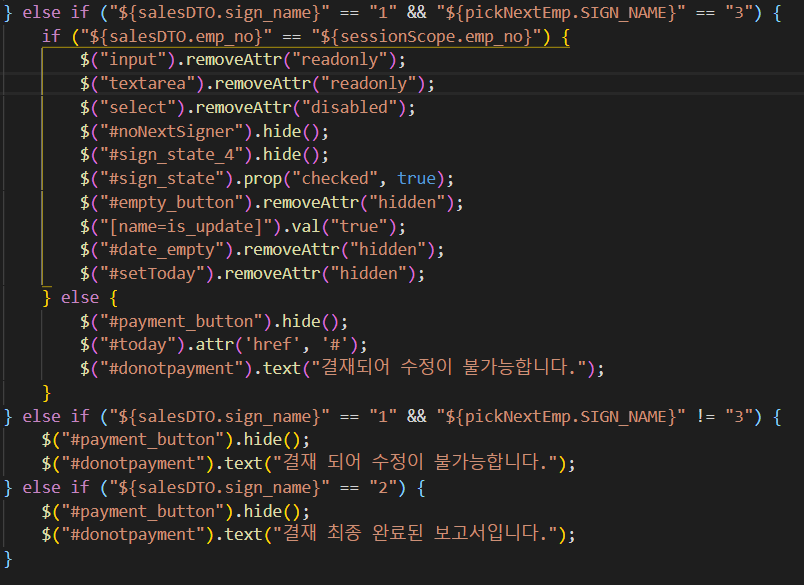 } else if ("${salesDTO.sign_name}" == "1" && "${pickNextEmp.SIGN_NAME}" == "3") {
    if ("${salesDTO.emp_no}" == "${sessionScope.emp_no}") {
        $("input").removeAttr("readonly");
        $("textarea").removeAttr("readonly");
        $("select").removeAttr("disabled");
        $("#noNextSigner").hide();
        $("#sign_state_4").hide();
        $("#sign_state").prop("checked", true);
        $("#empty_button").removeAttr("hidden");
        $("[name=is_update]").val("true");
        $("#date_empty").removeAttr("hidden");
        $("#setToday").removeAttr("hidden");
    } else {
        $("#payment_button").hide();
        $("#today").attr('href', '#');
        $("#donotpayment").text("결재되어 수정이 불가능합니다.");
    }
} else if ("${salesDTO.sign_name}" == "1" && "${pickNextEmp.SIGN_NAME}" != "3") {
    $("#payment_button").hide();
    $("#donotpayment").text("결재 되어 수정이 불가능합니다.");
} else if ("${salesDTO.sign_name}" == "2") {
    $("#payment_button").hide();
    $("#donotpayment").text("결재 최종 완료된 보고서입니다.");
}